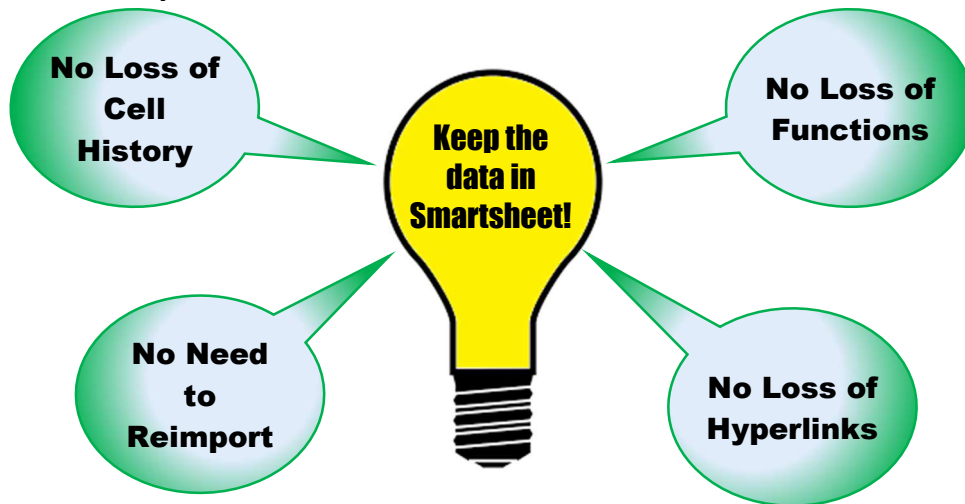 No Loss of
Cell
History
No Loss of
Functions
Keep the
data in
Smartsheet!
No Need
to
Reimport
No Loss of
Hyperlinks